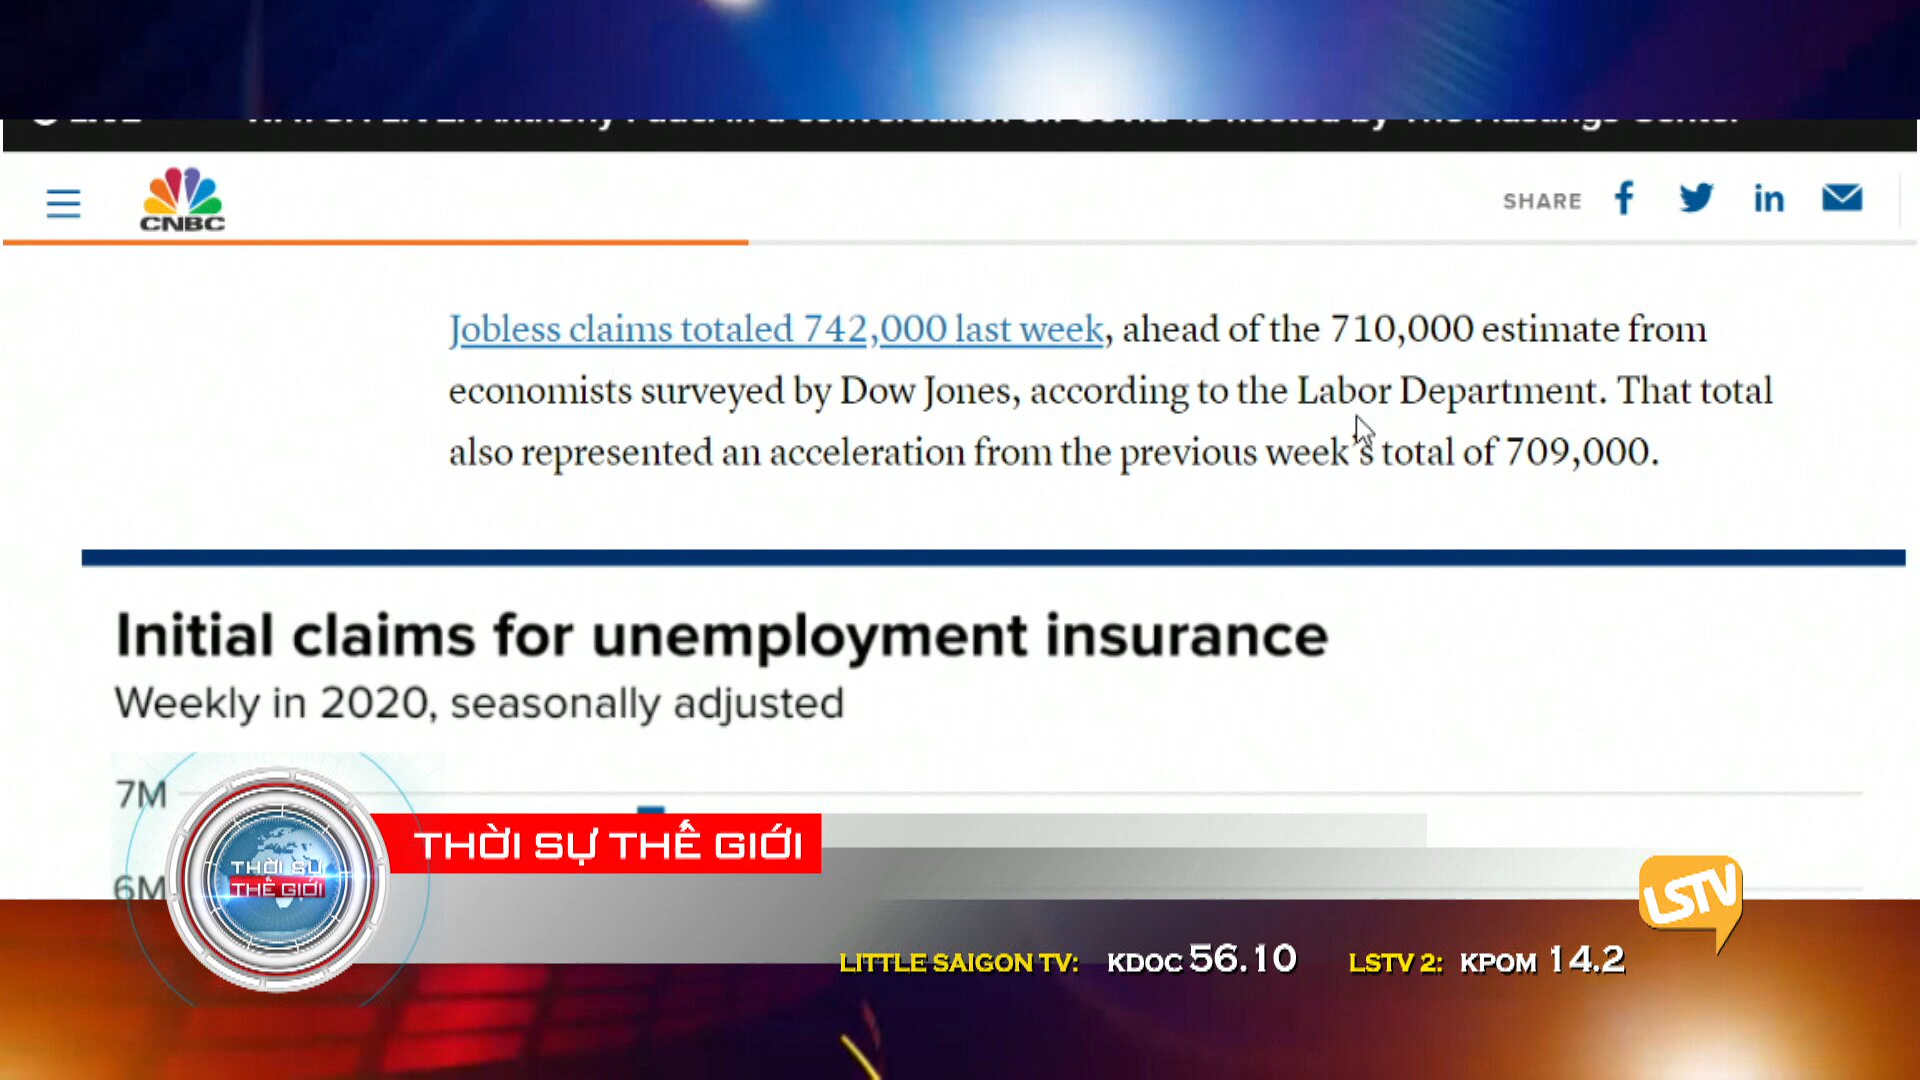 CNBC
SHARE
Jobless claims totaled 742,000 last week, ahead of the 710,000 estimate from
economists surveyed by Dow Jones, according to the Labor Department. That total
also represented an acceleration from the previous week's total of 709,000.
Initial claims for unemployment insurance
Weekly in 2020, seasonally adjusted
7M
6M
THỜI SỰ THẾ GIỚI
THỜI SỰ
THẾ GIỚI
LSTV
LITTLE SAIGON TV: KDOC 56.10 LSTV 2: KPOM 14.2